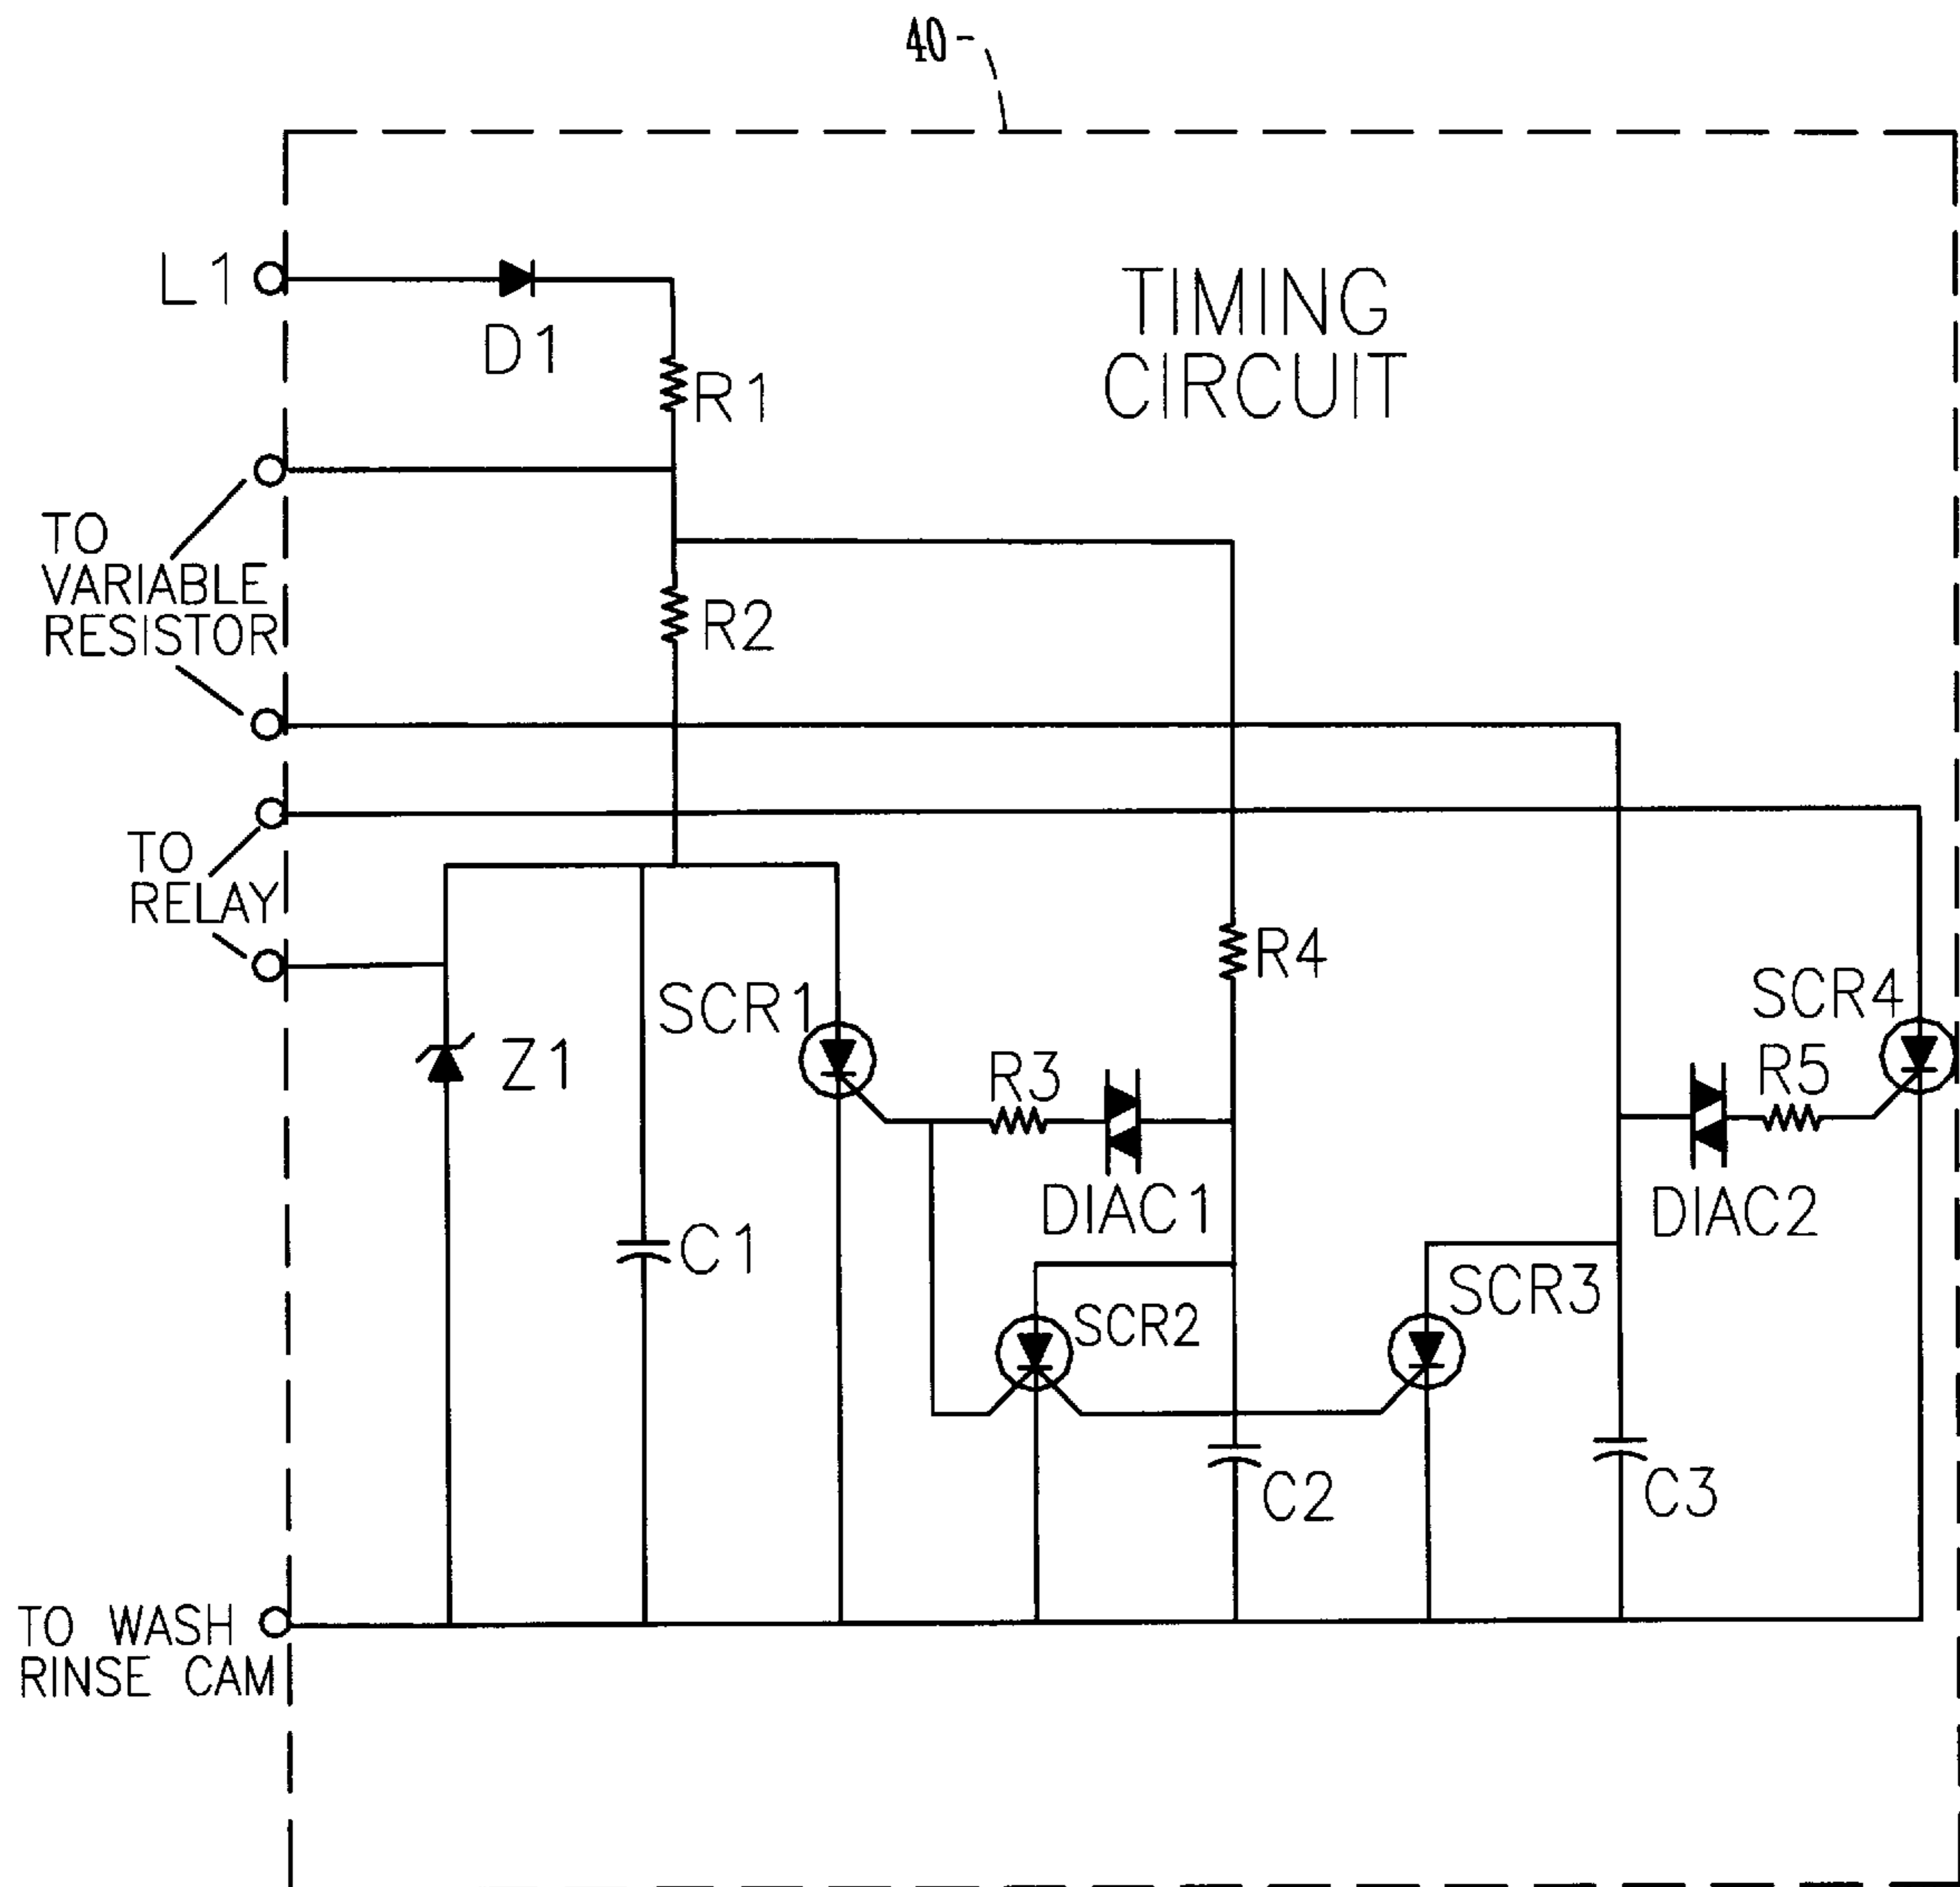 40
L1
D1
R1
TIMING
CIRCUIT
TO
VARIABLE
RESISTOR
R2
TO
RELAY
R4
SCR1
SCR4
Z1
R3
R5
DIAC1
DIAC2
C1
SCR2
SCR3
C2
C3
TO WASH
RINSE CAM